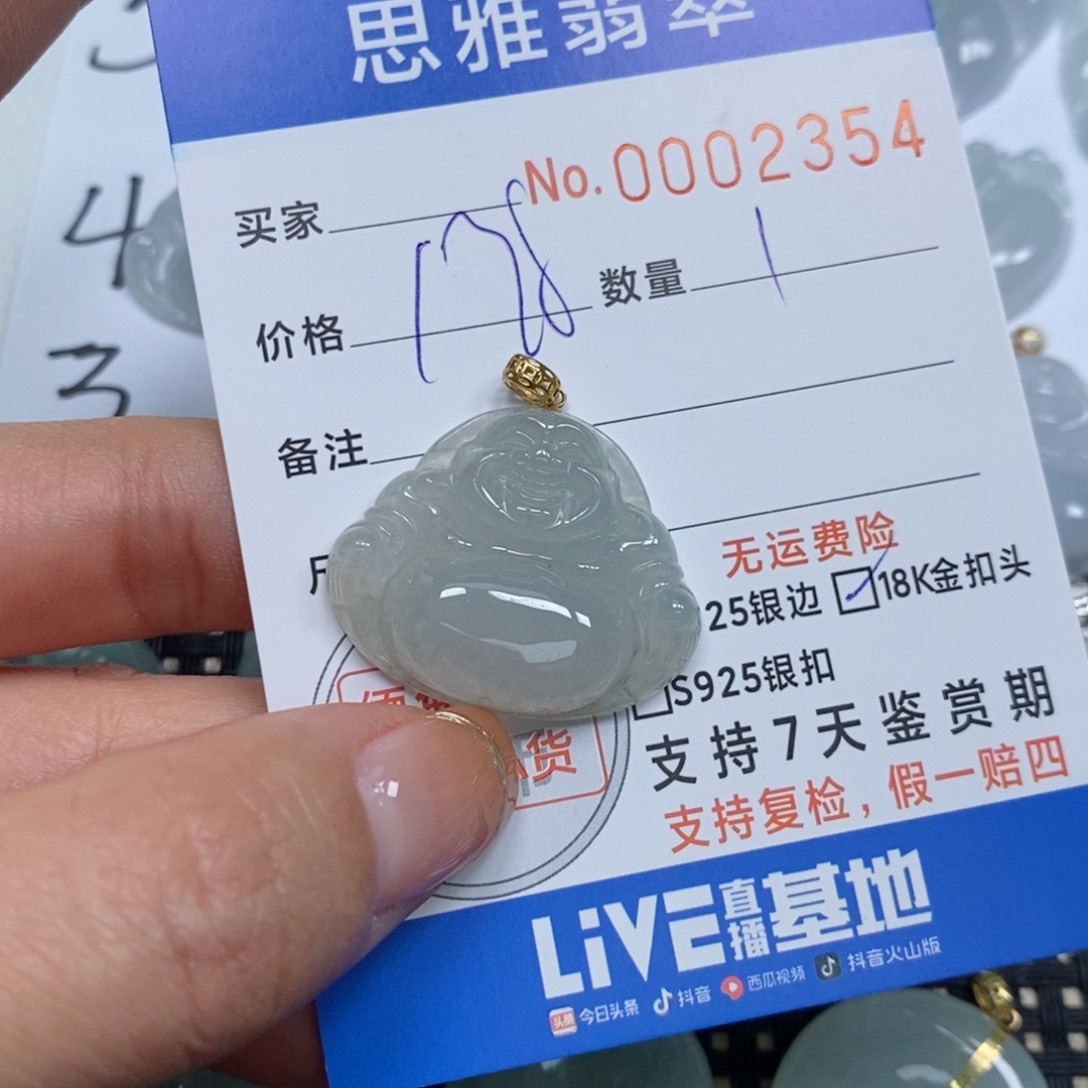 思雅翡翠
No.0002354
买家
价格 178 数量 1
备注
无运费险
25银边 18K金扣头
S925银扣
支持7天鉴赏期
支持复检,假一赔四
货
LiVE直播基地
今日头条 抖音 西瓜视频 抖音火山版
4
3